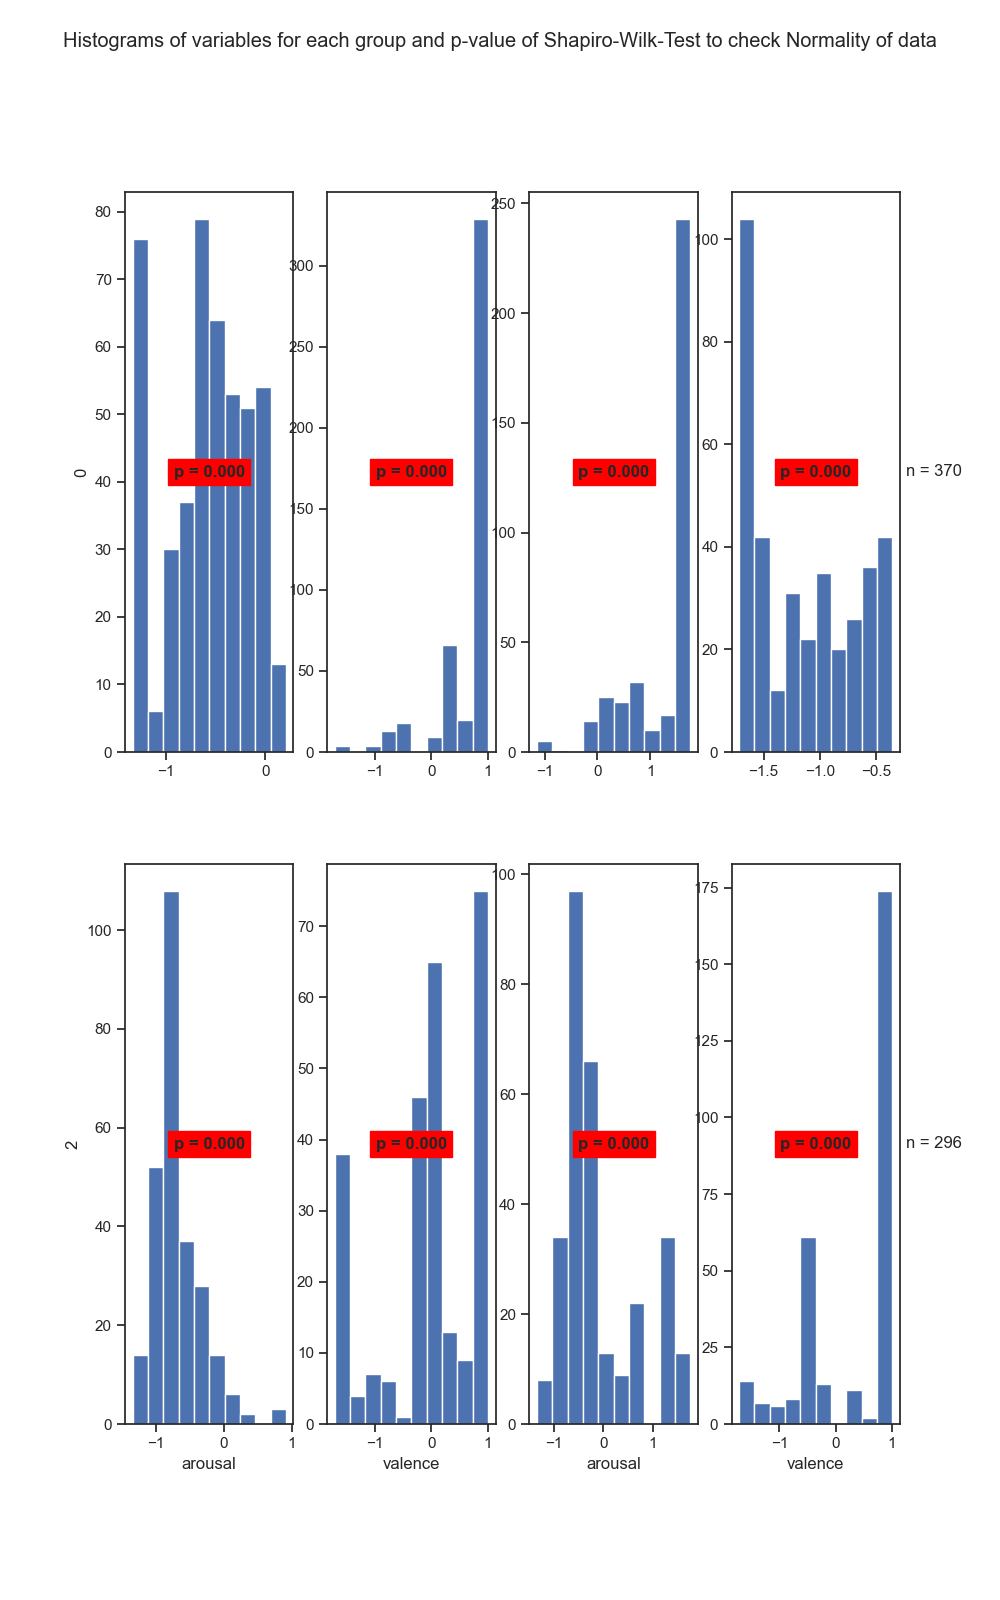 Histograms of variables for each group and p-value of Shapiro-Wilk-Test to check Normality of data
80
70
60
50
40
30
20
10
0
0
−1 0
p = 0.000
300
250
200
150
100
50
0
−1 0 1
p = 0.000
250
200
150
100
50
0
−1 0 1
p = 0.000
100
80
60
40
20
0
−1.5 −1.0 −0.5
p = 0.000
n = 370
2
100
80
60
40
20
0
−1 0 1
arousal
p = 0.000
70
60
50
40
30
20
10
0
−1 0 1
valence
p = 0.000
100
80
60
40
20
0
−1 0 1
arousal
p = 0.000
175
150
125
100
75
50
25
0
−1 0 1
valence
p = 0.000
n = 296